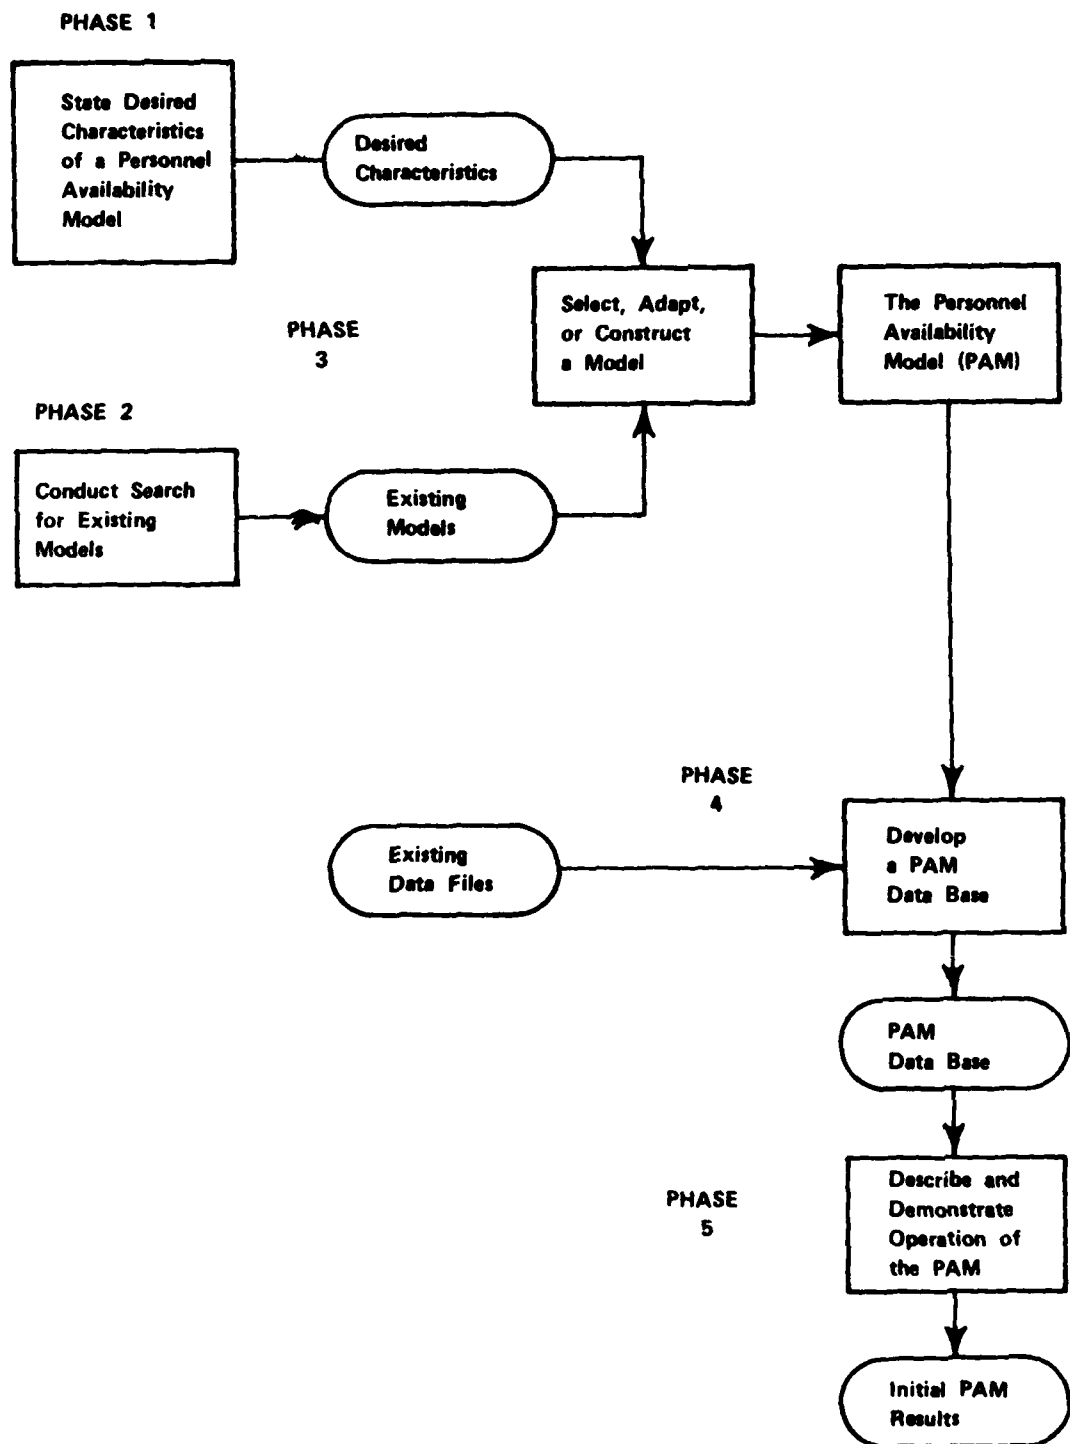 PHASE 1
State Desired
Characteristics
of a Personnel
Availability
Model
Desired
Characteristics
PHASE
3
Select, Adapt,
or Construct
a Model
The Personnel
Availability
Model (PAM)
PHASE 2
Conduct Search
for Existing
Models
Existing
Models
PHASE
4
Existing
Data Files
Develop
a PAM
Data Base
PAM
Data Base
PHASE
5
Describe and
Demonstrate
Operation of
the PAM
Initial PAM
Results